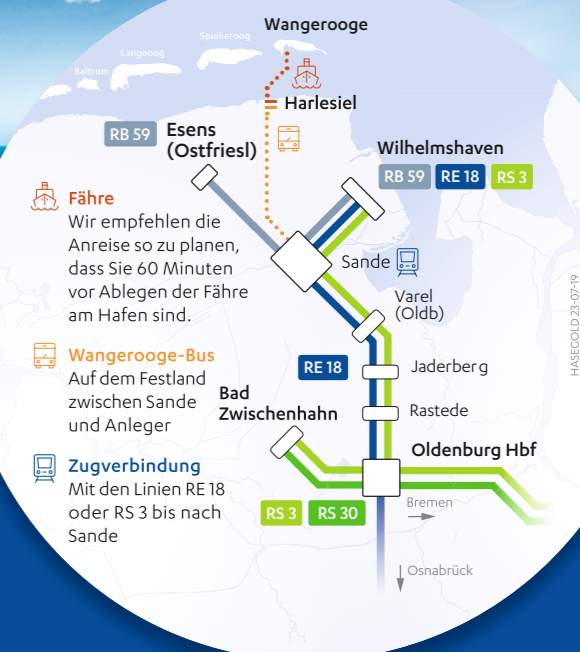 Wangerooge
Spiekeroog
Langeoog
Baltrum
Harlesiel
RB 59
Esens
(Ostfriesl)
Wilhelmshaven
RB 59 RE 18 RS 3
Fähre
Wir empfehlen die
Anreise so zu planen,
dass Sie 60 Minuten
vor Ablegen der Fähre
am Hafen sind.
Sande
Varel
(Oldb)
Wangerooge-Bus
Auf dem Festland
zwischen Sande
und Anleger
RE 18
Jaderberg
Bad
Zwischenhahn
Rastede
Oldenburg Hbf
Zugverbindung
Mit den Linien RE 18
oder RS 3 bis nach
Sande
RS 3 RS 30
Bremen
Osnabrück
HASEGOLD 23-07-19